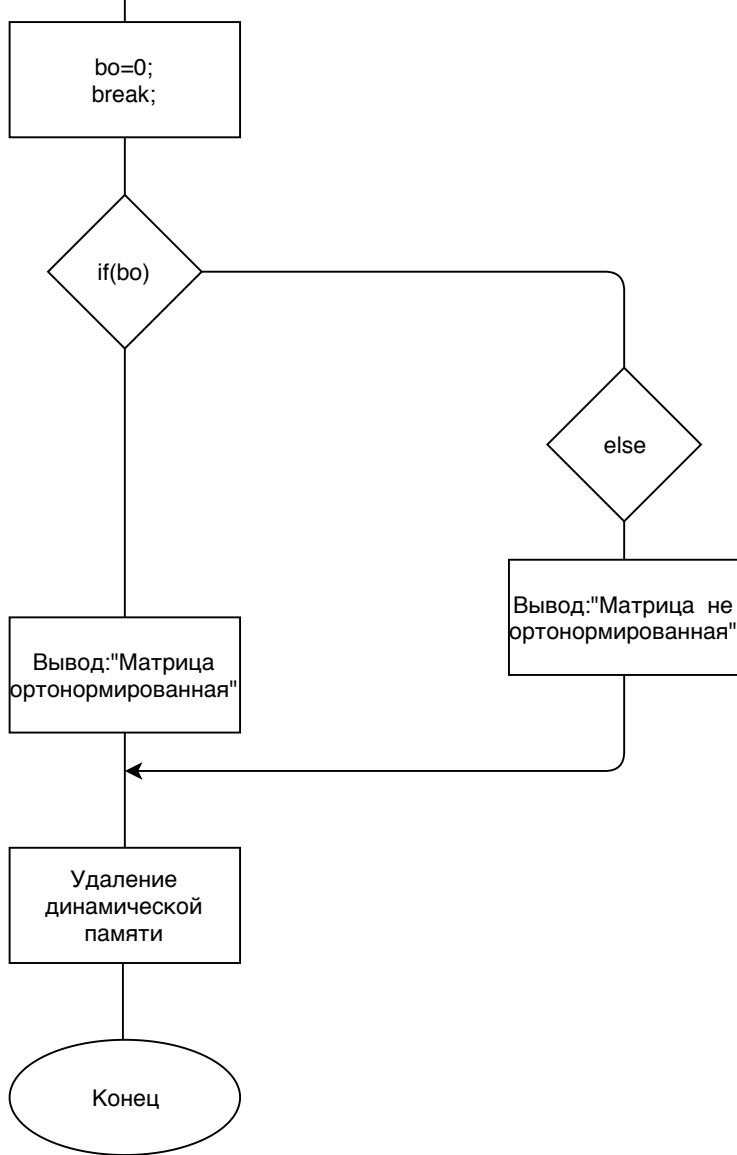 bo=0;
break;
if(bo)
else
Вывод:"Матрица не
ортонормированная"
Вывод:"Матрица
ортонормированная"
Удаление
динамической
памяти
Конец